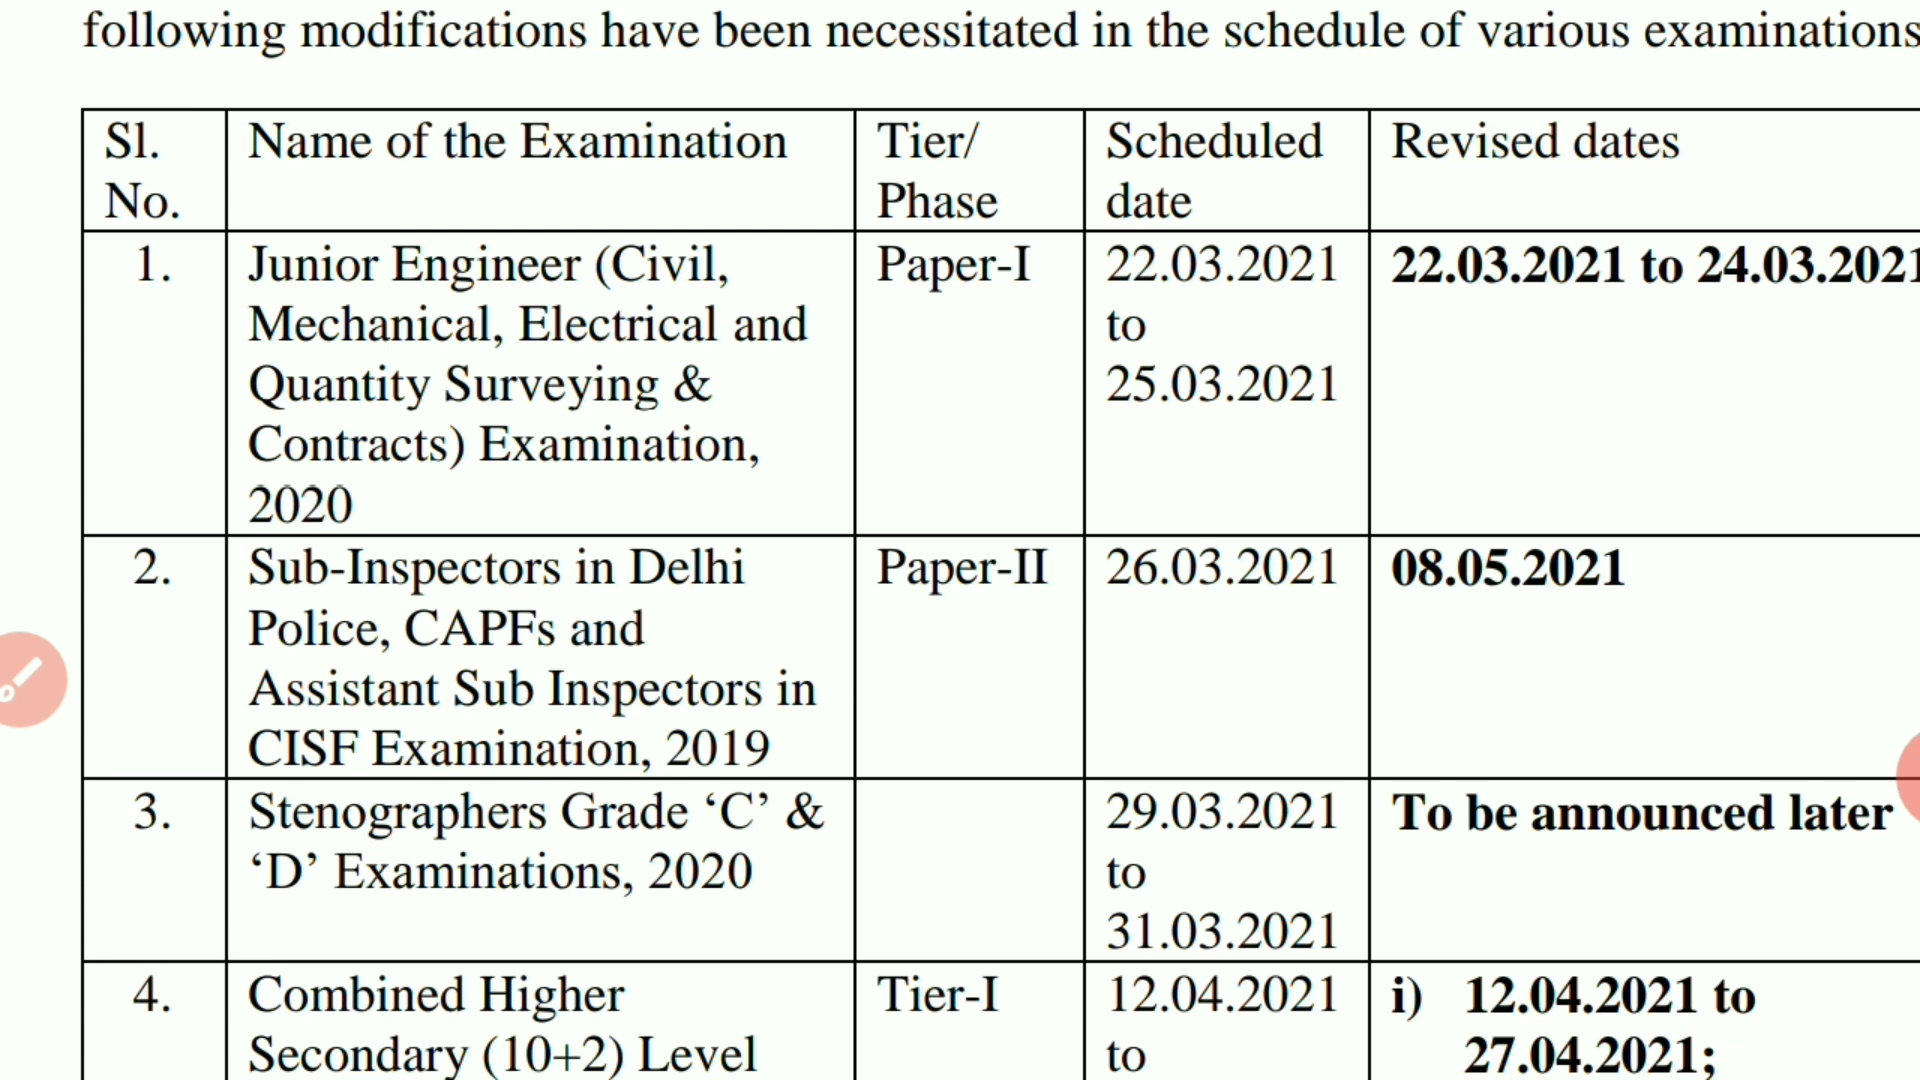 following modifications have been necessitated in the schedule of various examinations
Sl. No.
Name of the Examination
Tier/ Phase
Scheduled date
Revised dates
1.
Junior Engineer (Civil,
Mechanical, Electrical and
Quantity Surveying &
Contracts) Examination,
2020
Paper-I
22.03.2021
to
25.03.2021
22.03.2021 to 24.03.2021
2.
Sub-Inspectors in Delhi
Police, CAPFs and
Assistant Sub Inspectors in
CISF Examination, 2019
Paper-II
26.03.2021
08.05.2021
3.
Stenographers Grade ‘C’ &
‘D’ Examinations, 2020
29.03.2021
to
31.03.2021
To be announced later
4.
Combined Higher
Secondary (10+2) Level
Tier-I
12.04.2021
to
i) 12.04.2021 to
27.04.2021;